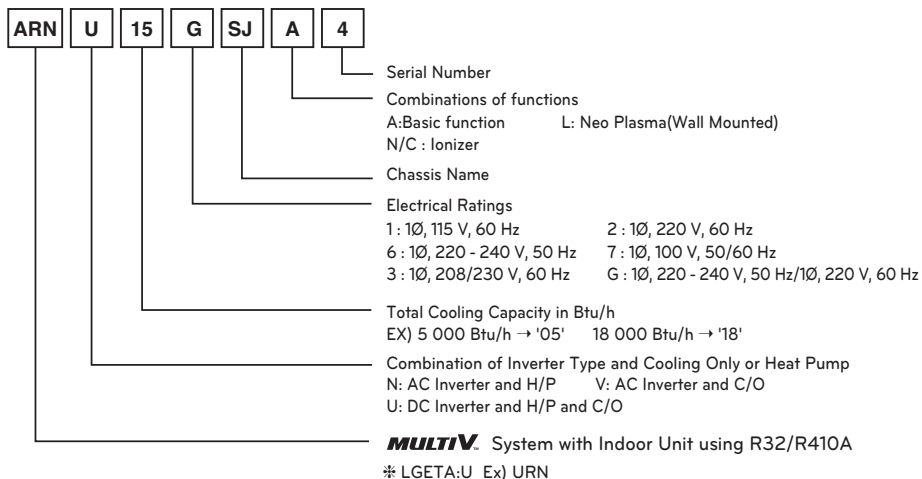 ARN U 15 G SJ A 4
Serial Number
Combinations of functions
A:Basic function L: Neo Plasma(Wall Mounted)
N/C : Ionizer
Chassis Name
Electrical Ratings
1 : 1Ø, 115 V, 60 Hz 2 : 1Ø, 220 V, 60 Hz
6 : 1Ø, 220 - 240 V, 50 Hz 7 : 1Ø, 100 V, 50/60 Hz
3 : 1Ø, 208/230 V, 60 Hz G : 1Ø, 220 - 240 V, 50 Hz/1Ø, 220 V, 60 Hz
Total Cooling Capacity in Btu/h
EX) 5 000 Btu/h → '05' 18 000 Btu/h → '18'
Combination of Inverter Type and Cooling Only or Heat Pump
N: AC Inverter and H/P V: AC Inverter and C/O
U: DC Inverter and H/P and C/O
MULTI V. System with Indoor Unit using R32/R410A
❈ LGETA:U Ex) URN